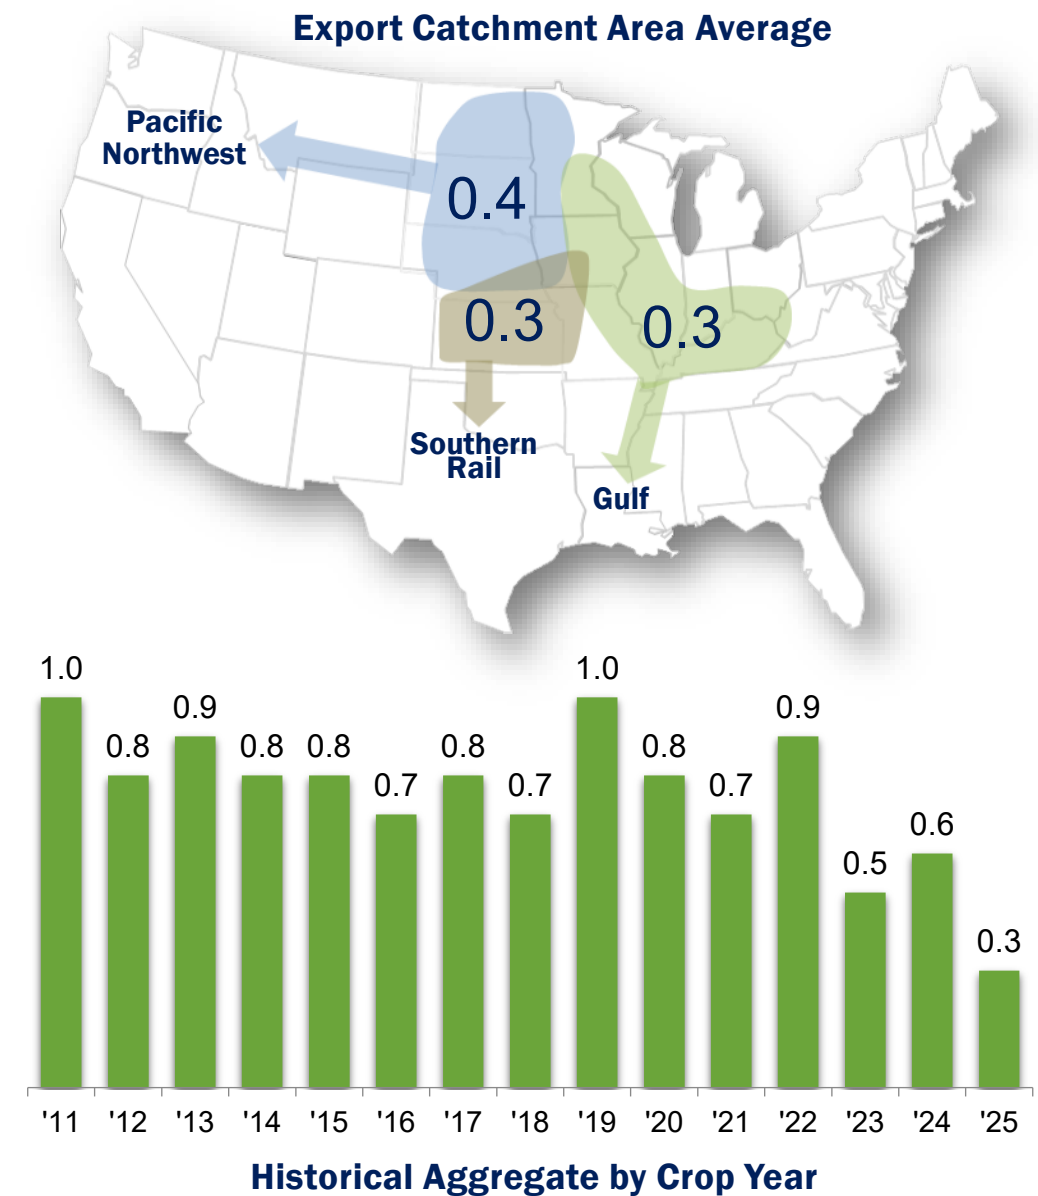 Export Catchment Area Average
Pacific
Northwest
0.4
0.3
0.3
Southern
Rail
Gulf
1.0
0.8
0.9
0.8
0.8
0.7
0.8
0.7
1.0
0.8
0.7
0.9
0.5
0.6
0.3
'11 '12 '13 '14 '15 '16 '17 '18 '19 '20 '21 '22 '23 '24 '25
Historical Aggregate by Crop Year